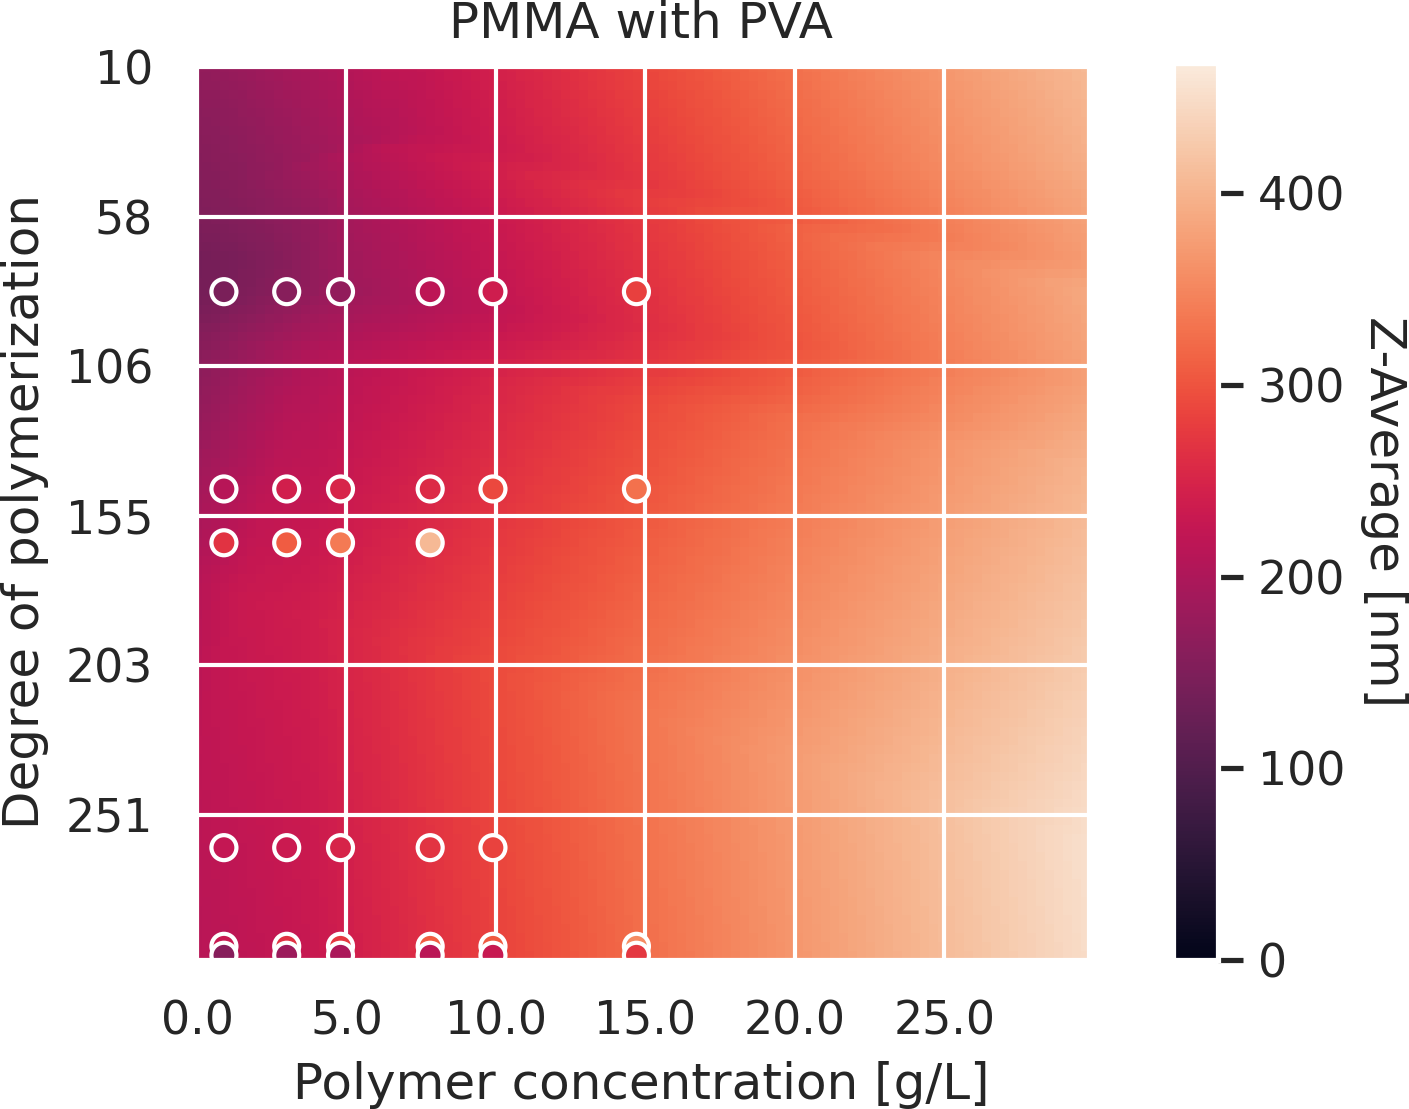 PMMA with PVA
10
58
106
155
203
251
Degree of polymerization
0.0 5.0 10.0 15.0 20.0 25.0
Polymer concentration [g/L]
400
300
200
100
0
Z-Average [nm]